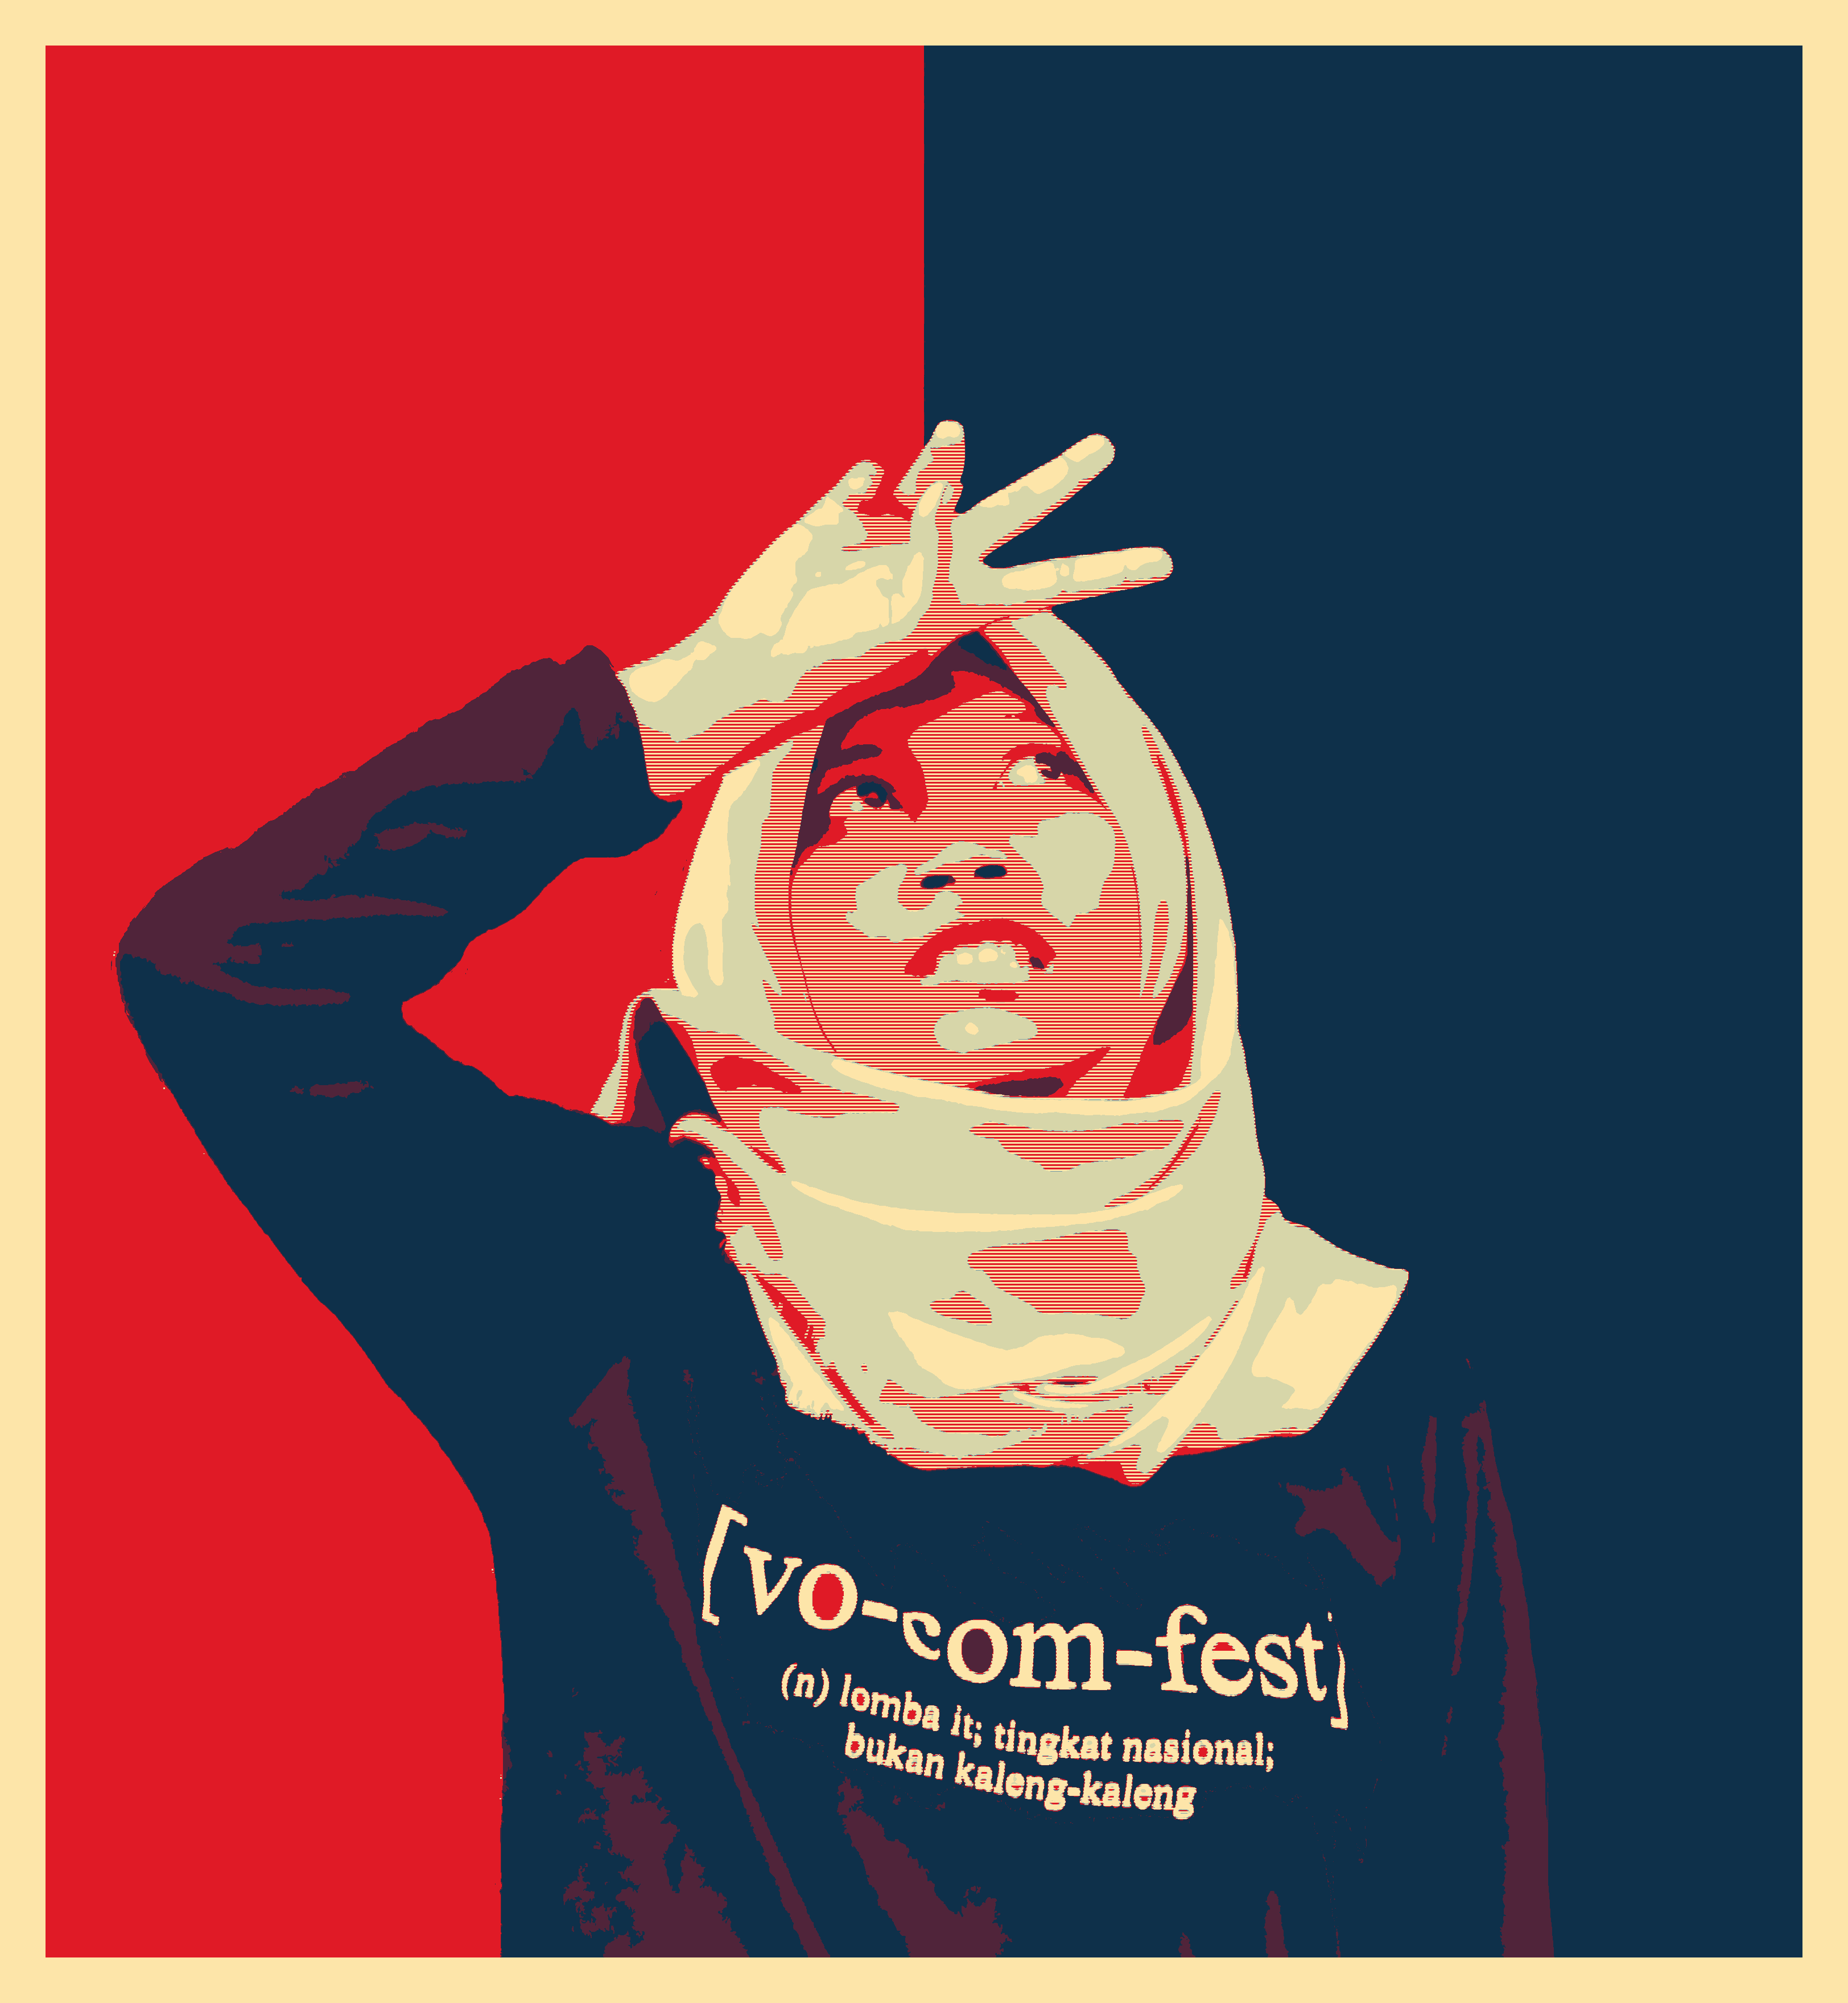 [vo-com-fest]
(n) lomba it; tingkat nasional;
bukan kaleng-kaleng